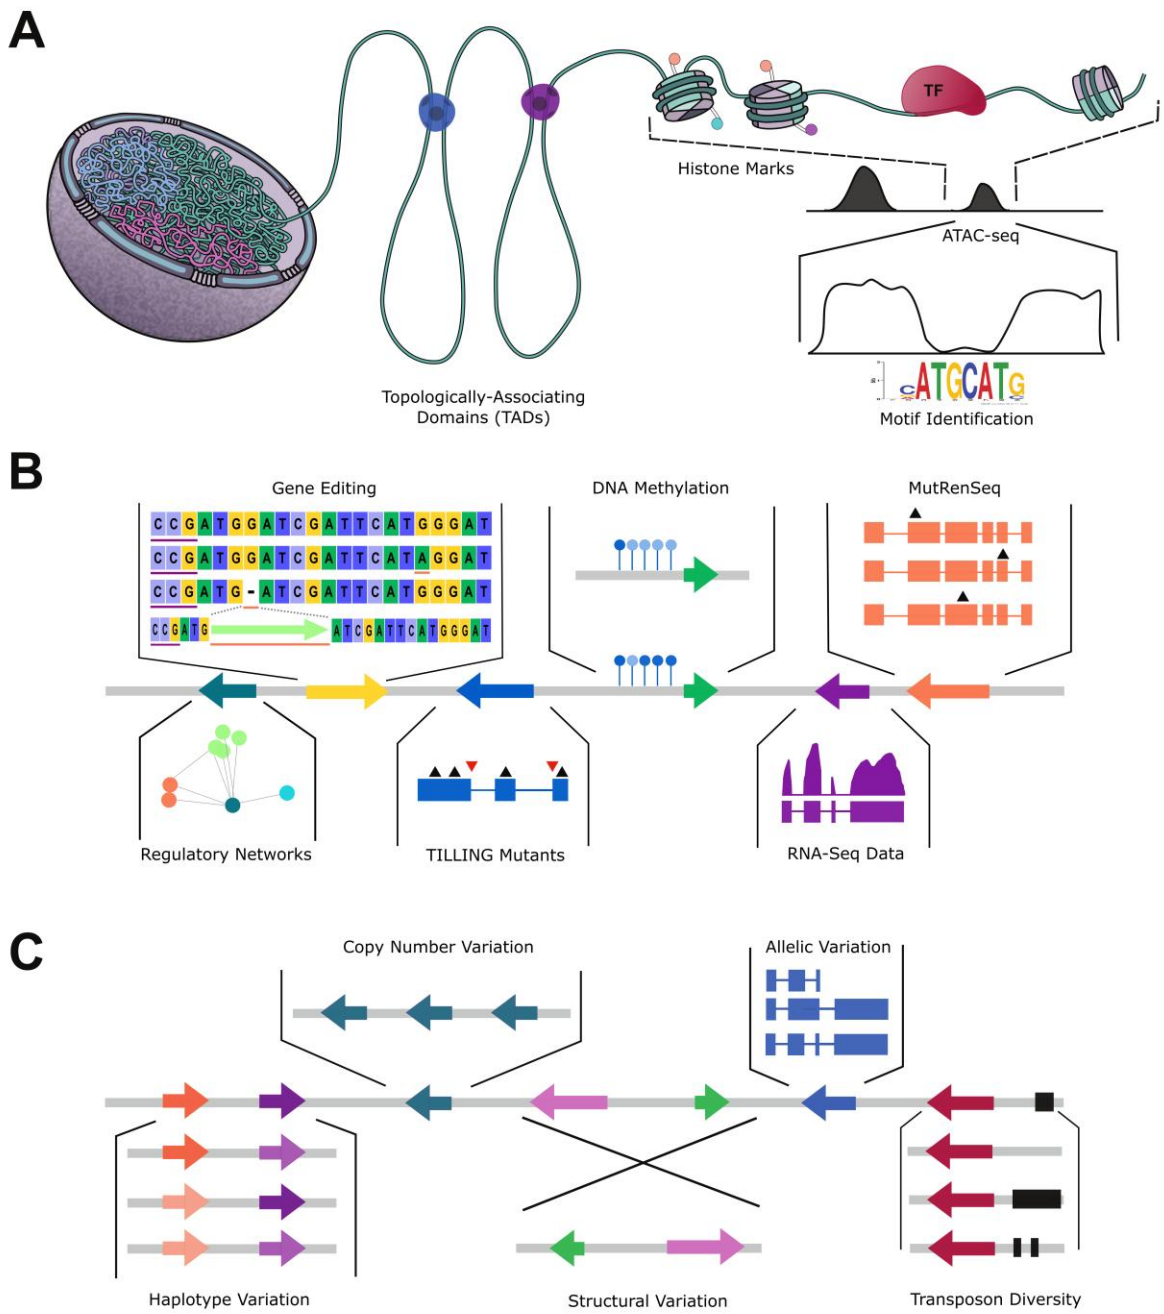 A
TF
Histone Marks
ATAC-seq
CATGCATG
Motif Identification
Topologically-Associating
Domains (TADs)
B
Gene Editing
DNA Methylation
MutRenSeq
CCGATGGATCGATTCATGGGAT
CCGATGGATCGATTCATAGGAT
CCGATG-ATCGATTCATGGGAT
CCGATG ATCGATTCATGGGAT
Regulatory Networks
TILLING Mutants
RNA-Seq Data
C
Copy Number Variation
Allelic Variation
Haplotype Variation
Structural Variation
Transposon Diversity